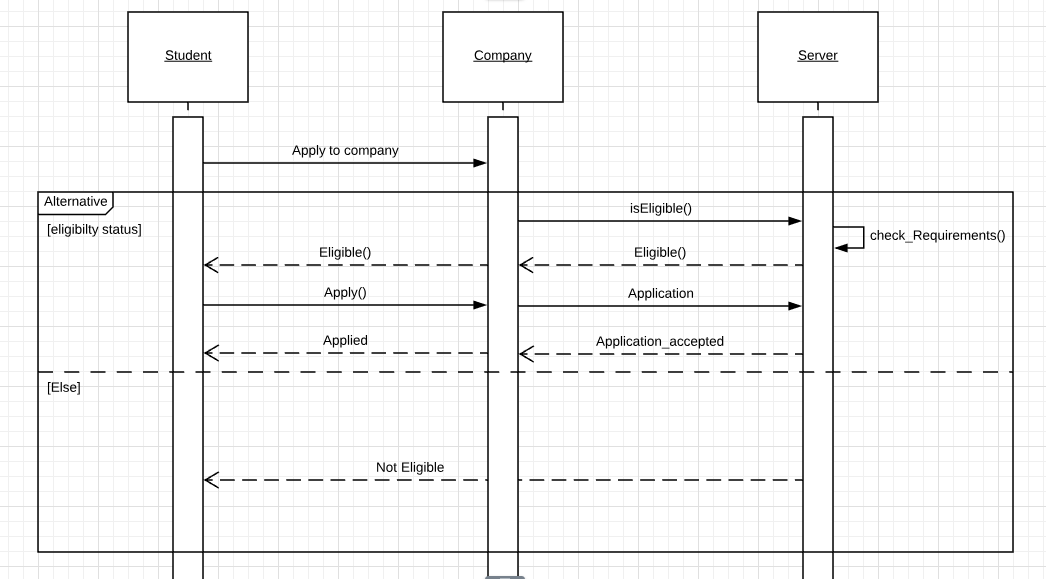 Student
Company
Server
Apply to company
Alternative
[eligibilty status]
isEligible()
check_Requirements()
Eligible()
Eligible()
Apply()
Application
Applied
Application_accepted
[Else]
Not Eligible